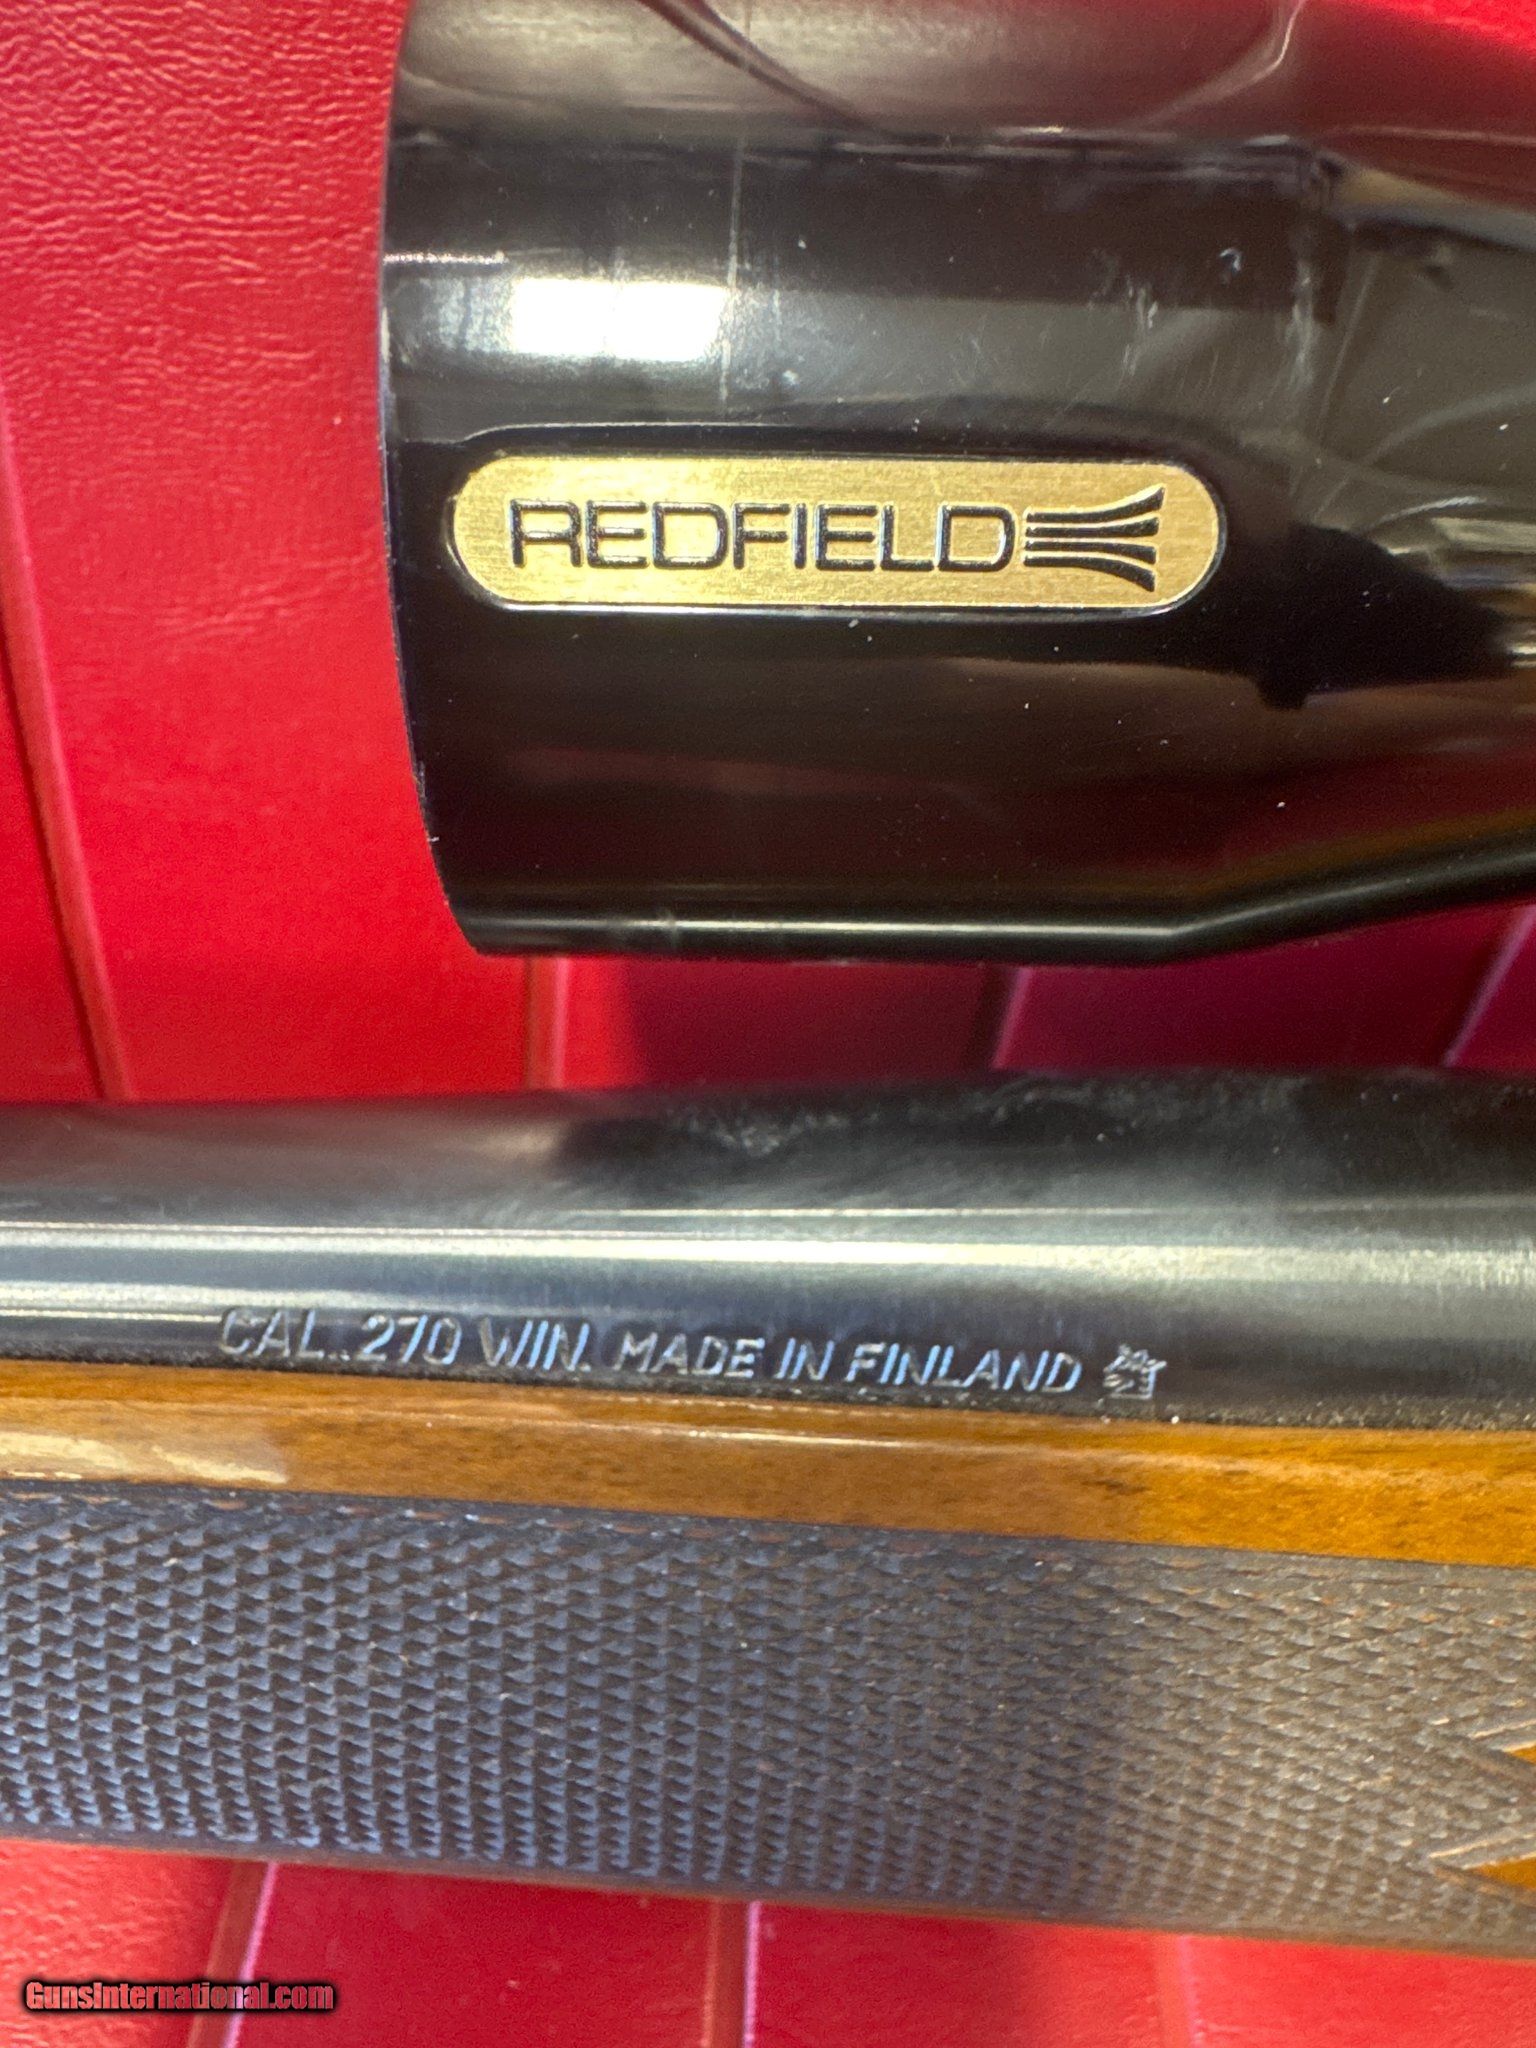 REDFIELD
CAL. 270 WIN. MADE IN FINLAND
GunsInternational.com